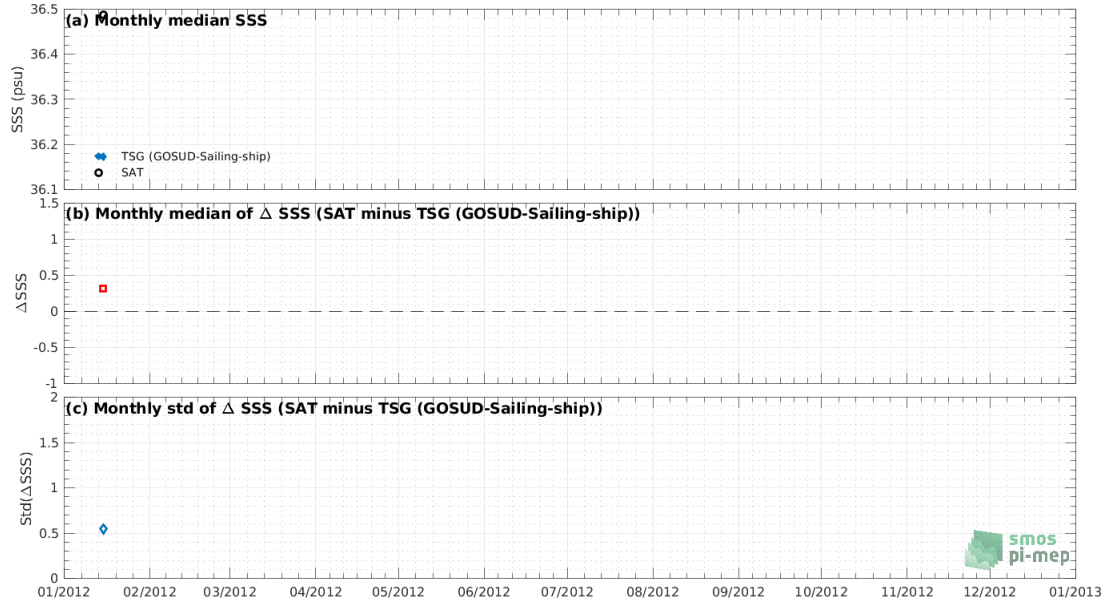 (a) Monthly median SSS
36.5
36.4
36.3
36.2
36.1
SSS (psu)
TSG (GOSUD-Sailing-ship)
SAT
(b) Monthly median of △ SSS (SAT minus TSG (GOSUD-Sailing-ship))
1.5
1
0.5
0
-0.5
-1
△SSS
(c) Monthly std of △ SSS (SAT minus TSG (GOSUD-Sailing-ship))
2
1.5
1
0.5
0
Std(△SSS)
01/2012 02/2012 03/2012 04/2012 05/2012 06/2012 07/2012 08/2012 09/2012 10/2012 11/2012 12/2012 01/2013
smos
pi-mep